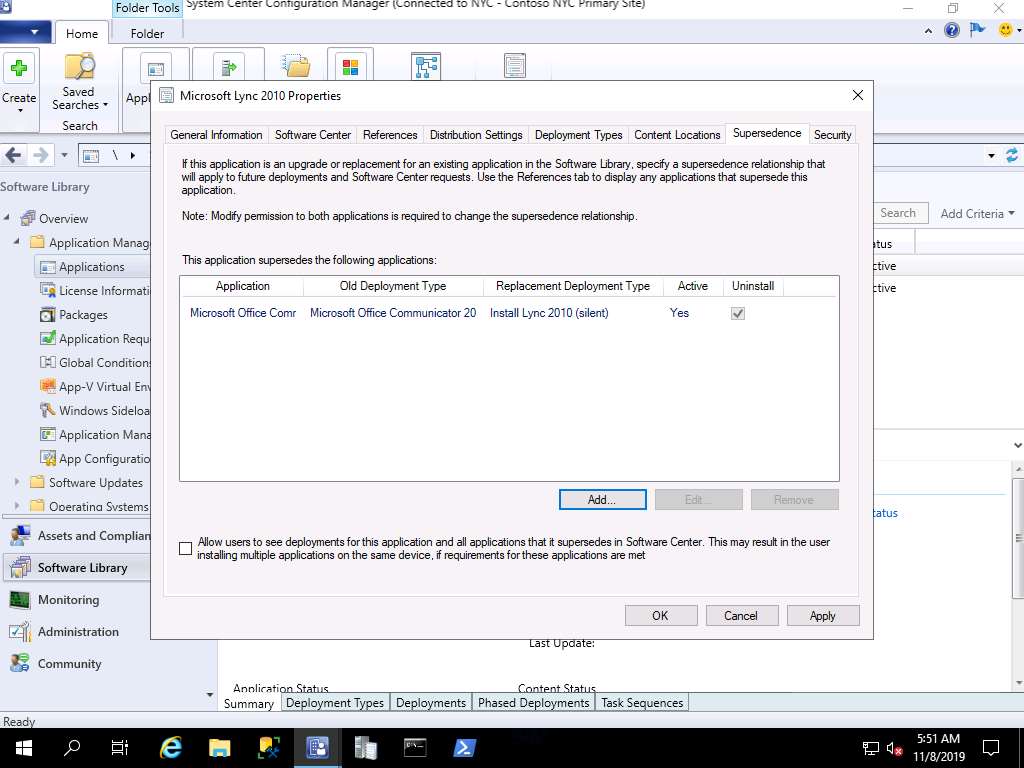 Folder Tools
System Center Configuration Manager (Connected to NYC - Contoso NYC Primary Site)
Home
Folder
Create
Saved
Searches
Search
Appl
Microsoft Lync 2010 Properties
General Information
Software Center
References
Distribution Settings
Deployment Types
Content Locations
Supersedence
Security
\
If this application is an upgrade or replacement for an existing application in the Software Library, specify a supersedence relationship that
will apply to future deployments and Software Center requests. Use the References tab to display any applications that supersede this
application.
Note: Modify permission to both applications is required to change the supersedence relationship.
This application supersedes the following applications:
Application
Old Deployment Type
Replacement Deployment Type
Active
Uninstall
Microsoft Office Comr
Microsoft Office Communicator 20
Install Lync 2010 (silent)
Yes
Add...
Edit...
Remove
Allow users to see deployments for this application and all applications that it supersedes in Software Center. This may result in the user
installing multiple applications on the same device, if requirements for these applications are met
OK
Cancel
Apply
Software Library
Overview
Application Manag
Applications
License Informati
Packages
Application Requ
Global Conditions
App-V Virtual Env
Windows Sideloa
Application Mana
App Configuratio
Software Updates
Operating Systems
Assets and Complian
Software Library
Monitoring
Administration
Community
Search
Add Criteria
atus
ctive
ctive
tatus
Last Update:
Application Status
Content Status
Summary
Deployment Types
Deployments
Phased Deployments
Task Sequences
Ready
5:51 AM
11/8/2019